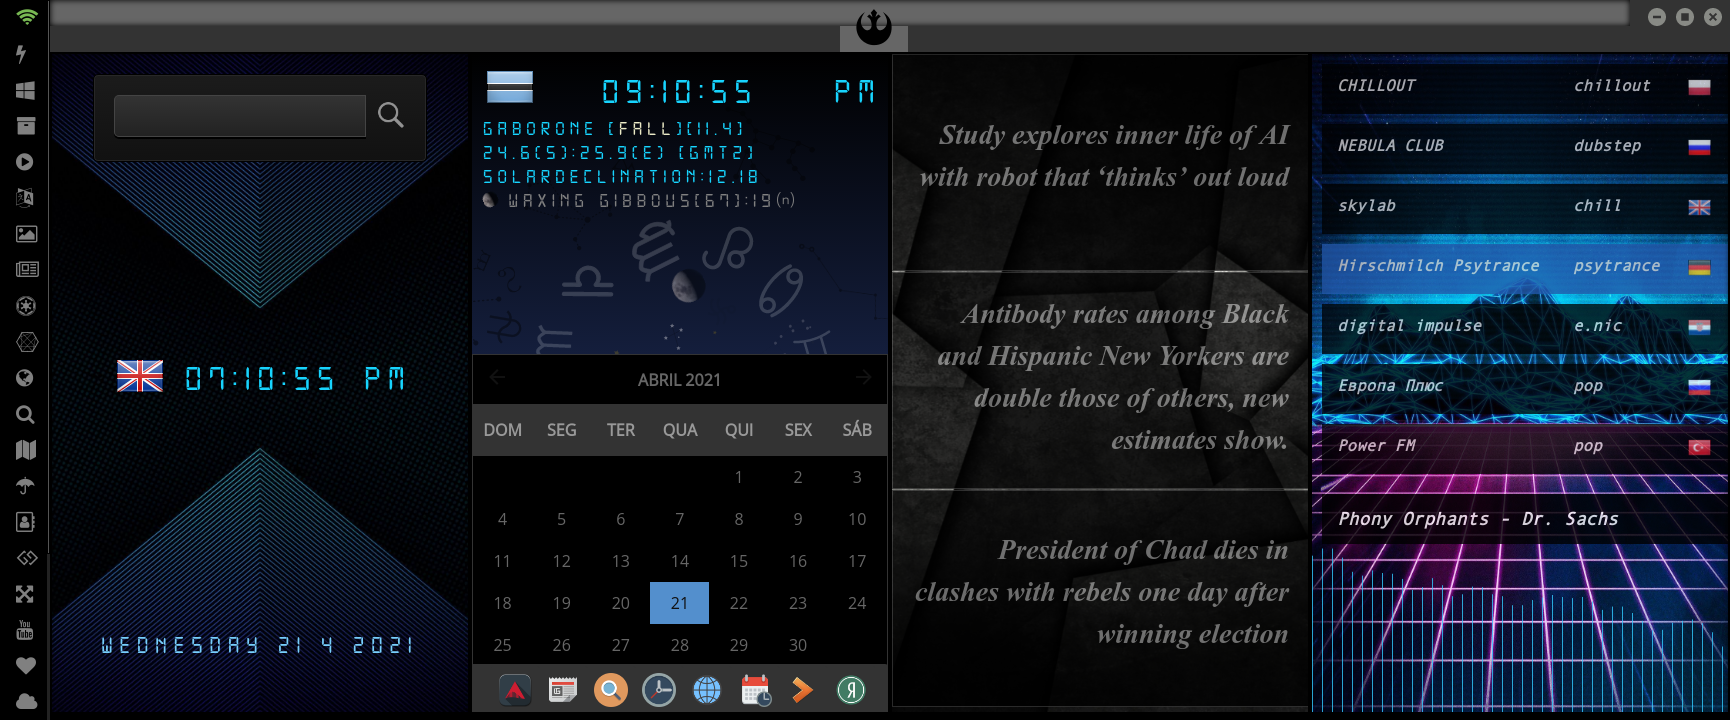 07:10:55 PM
WEDNESDAY 21 4 2021
09:10:55 PM
GABORONE [FALL][11.4]
24.6(S):25.9(E) [GMT2]
SOLARDECLINATION:12.18
WAXING GIBBOUS[67]:19(n)
ABRIL 2021
DOM SEG TER QUA QUI SEX SÁB
1 2 3
4 5 6 7 8 9 10
11 12 13 14 15 16 17
18 19 20 21 22 23 24
25 26 27 28 29 30
Study explores inner life of AI
with robot that ‘thinks’ out loud
Antibody rates among Black
and Hispanic New Yorkers are
double those of others, new
estimates show.
President of Chad dies in
clashes with rebels one day after
winning election
CHILLOUT chillout
NEBULA CLUB dubstep
skylab chill
Hirschmilch Psytrance psytrance
digital impulse e.nic
Европа Плюс pop
Power FM pop
Phony Orphants - Dr. Sachs
You
Tube
Я